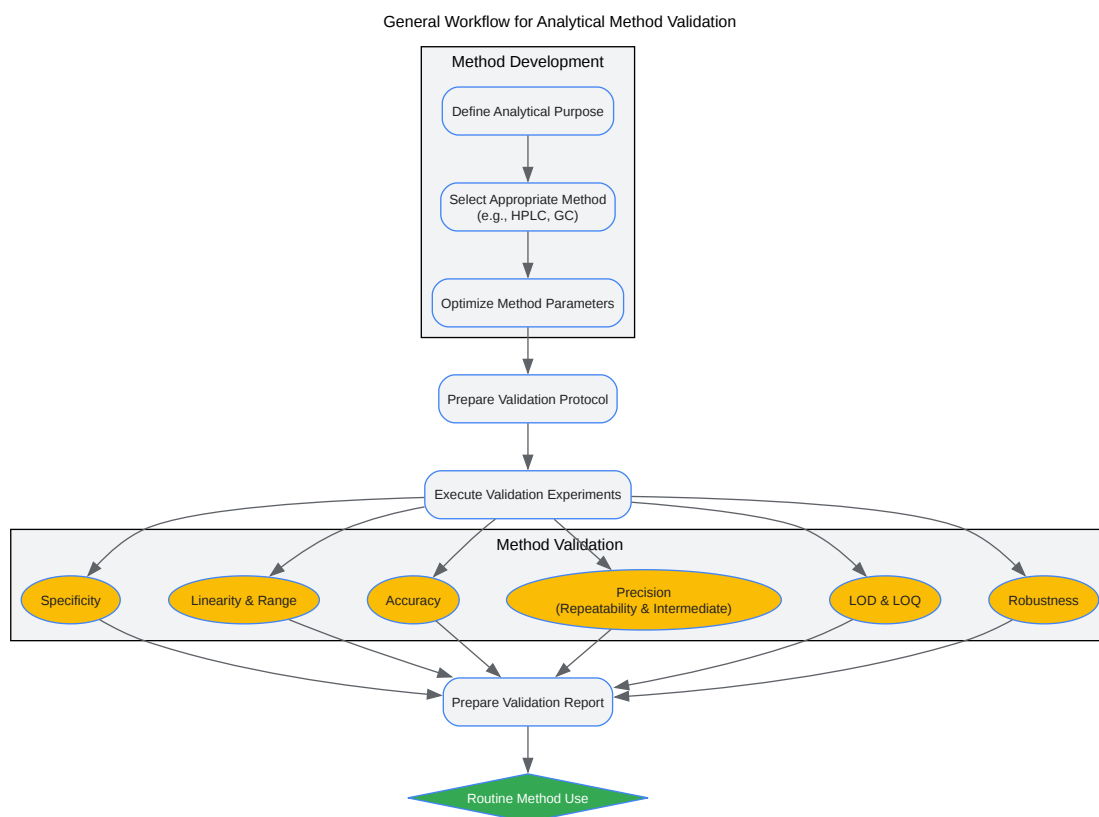 General Workflow for Analytical Method Validation
Method Development
Define Analytical Purpose
Select Appropriate Method
(e.g., HPLC, GC)
Optimize Method Parameters
Prepare Validation Protocol
Execute Validation Experiments
Method Validation
Specificity
Linearity & Range
Accuracy
Precision
(Repeatability & Intermediate)
LOD & LOQ
Robustness
Prepare Validation Report
Routine Method Use